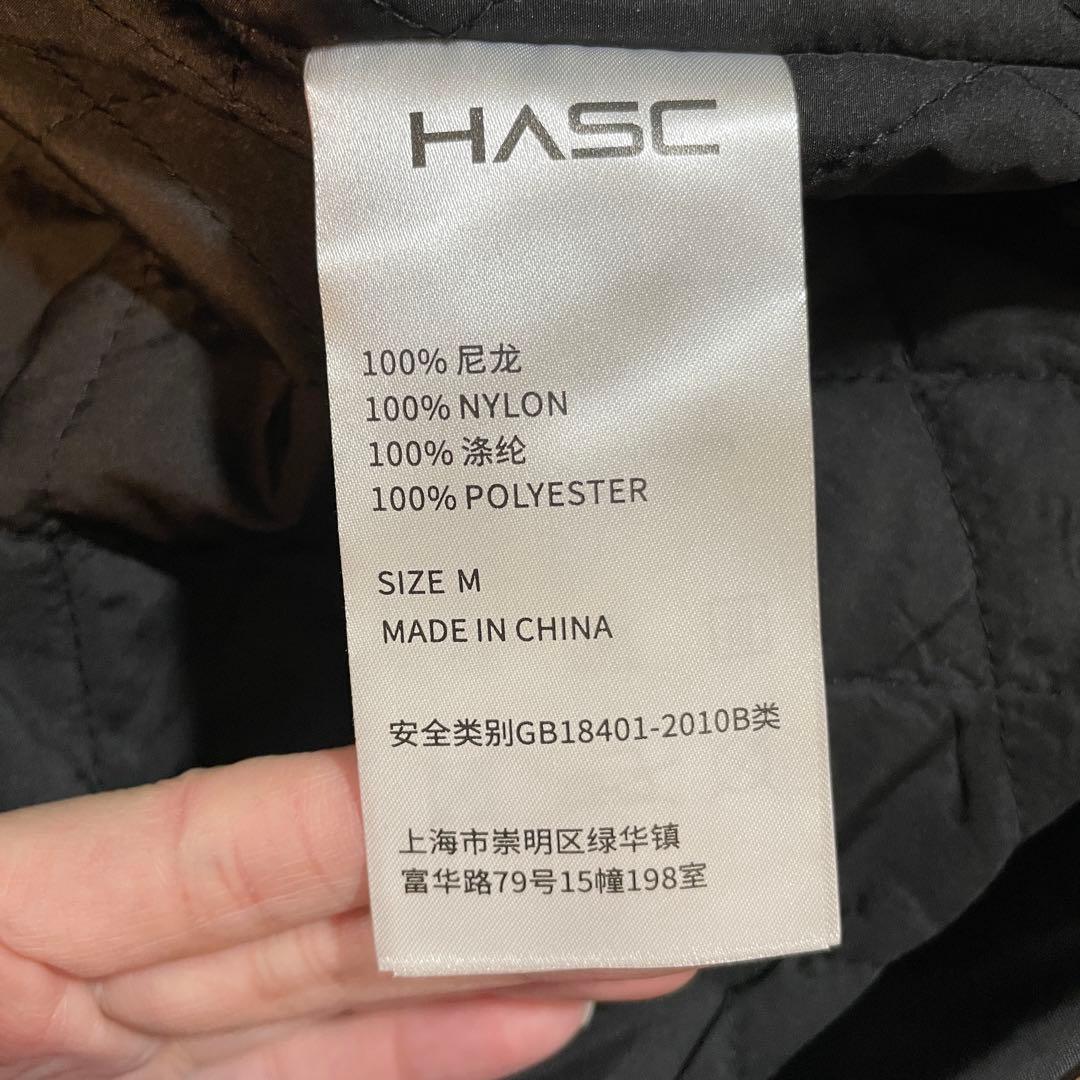 HASC
100% 尼龙
100% NYLON
100% 涤纶
100% POLYESTER
SIZE M
MADE IN CHINA
安全类别GB18401-2010B类
上海市崇明区绿华镇
富华路79号15幢198室